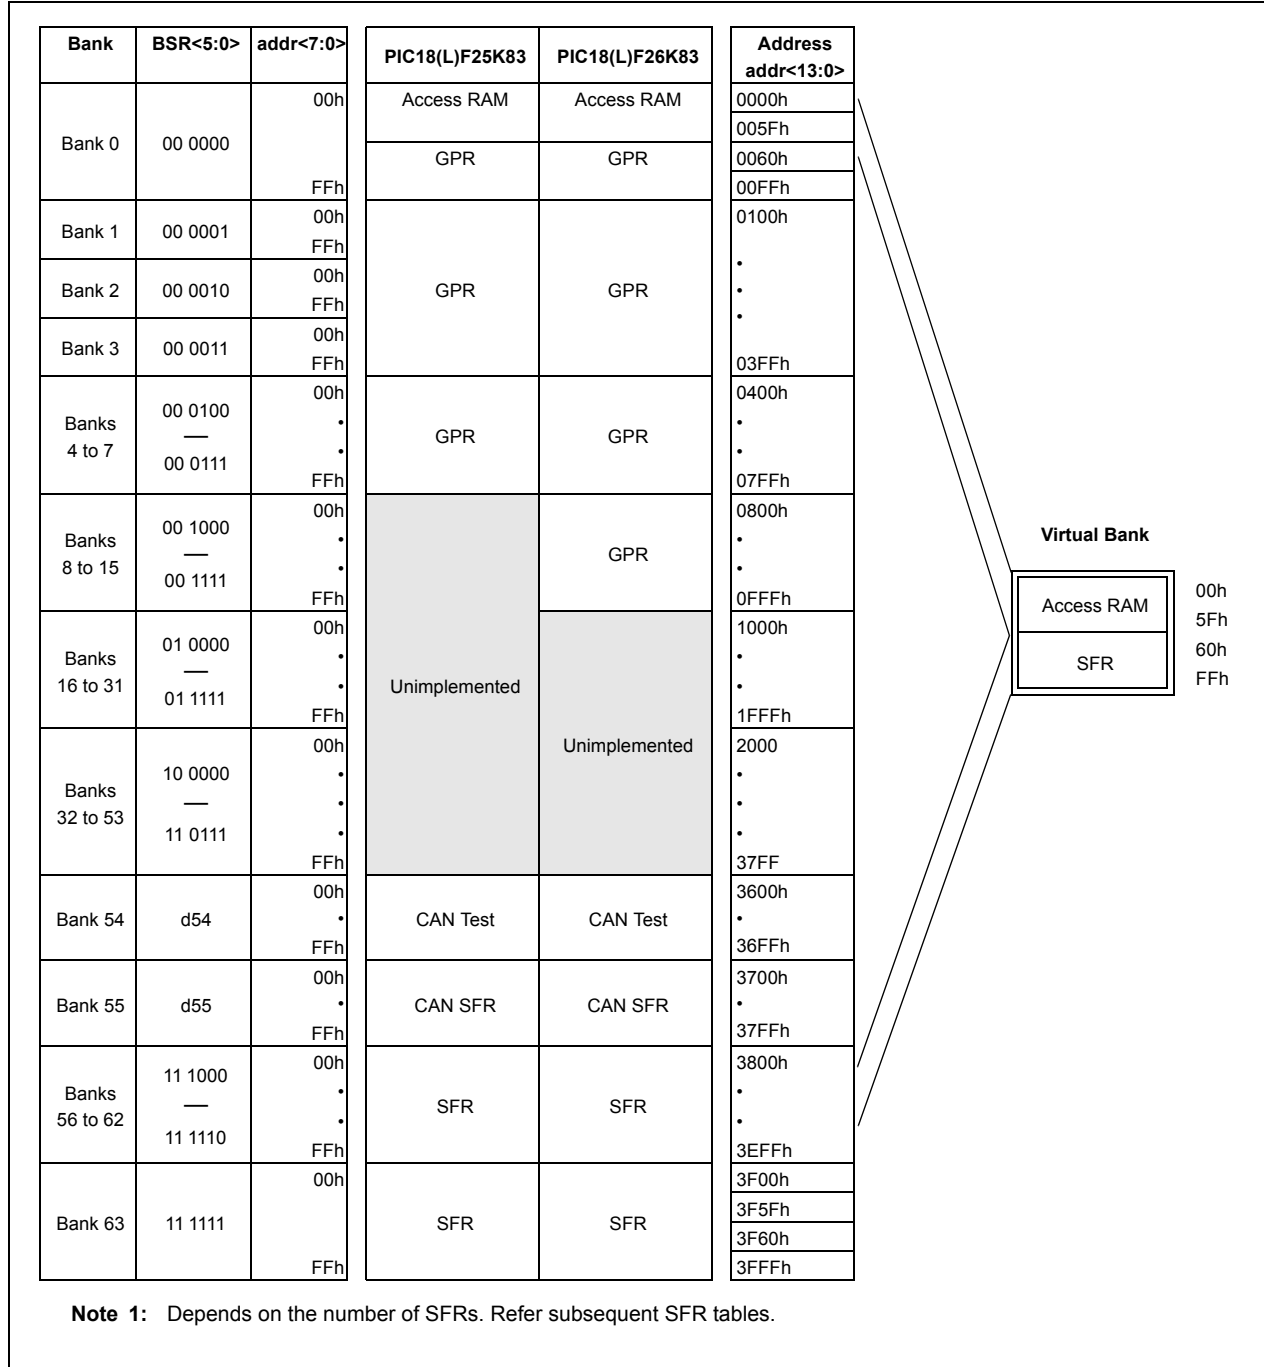 Bank BSR<5:0> addr<7:0> PIC18(L)F25K83 PIC18(L)F26K83 Address
addr<13:0>
00h Access RAM Access RAM 0000h
005Fh
Bank 0 00 0000
GPR GPR 0060h
FFh 00FFh
00h 0100h
Bank 1 00 0001
FFh
•
00h
Bank 2 00 0010 GPR GPR •
FFh
•
00h
Bank 3 00 0011
FFh 03FFh
00h 0400h
00 0100
Banks • •
— GPR GPR
4 to 7 • •
00 0111
FFh 07FFh
00h 0800h
00 1000
Banks • •
— GPR
8 to 15 • •
00 1111
FFh 0FFFh
00h 1000h
01 0000
Banks • •
—
16 to 31 Unimplemented
• •
01 1111
FFh 1FFFh
00h Unimplemented 2000
10 0000 • •
Banks
— • •
32 to 53
11 0111 • •
FFh 37FF
00h 3600h
Bank 54 d54 • CAN Test CAN Test •
FFh 36FFh
00h 3700h
Bank 55 d55 • CAN SFR CAN SFR •
FFh 37FFh
00h 3800h
11 1000
Banks • •
— SFR SFR
56 to 62 • •
11 1110
FFh 3EFFh
00h 3F00h
3F5Fh
Bank 63 11 1111 SFR SFR
3F60h
FFh 3FFFh
Virtual Bank
Access RAM 00h
5Fh
SFR 60h
FFh
Note 1: Depends on the number of SFRs. Refer subsequent SFR tables.